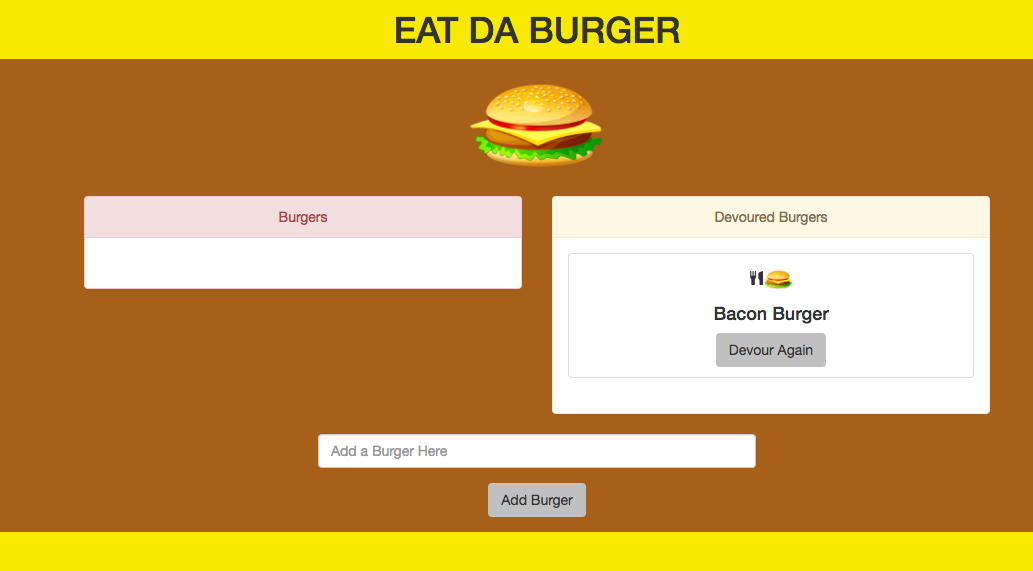 EAT DA BURGER
Burgers
Devoured Burgers
Bacon Burger
Devour Again
Add a Burger Here
Add Burger